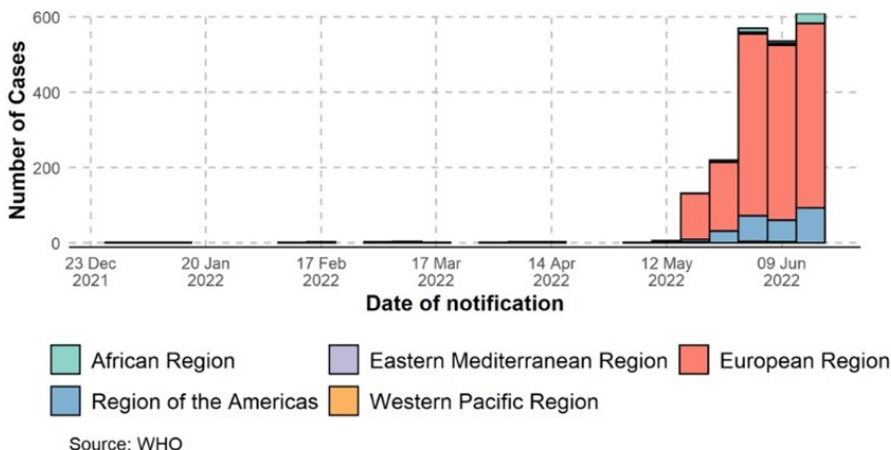 600
400
200
0
Number of Cases
23 Dec 2021
20 Jan 2022
17 Feb 2022
17 Mar 2022
14 Apr 2022
12 May 2022
09 Jun 2022
Date of notification
African Region
Eastern Mediterranean Region
European Region
Region of the Americas
Western Pacific Region
Source: WHO